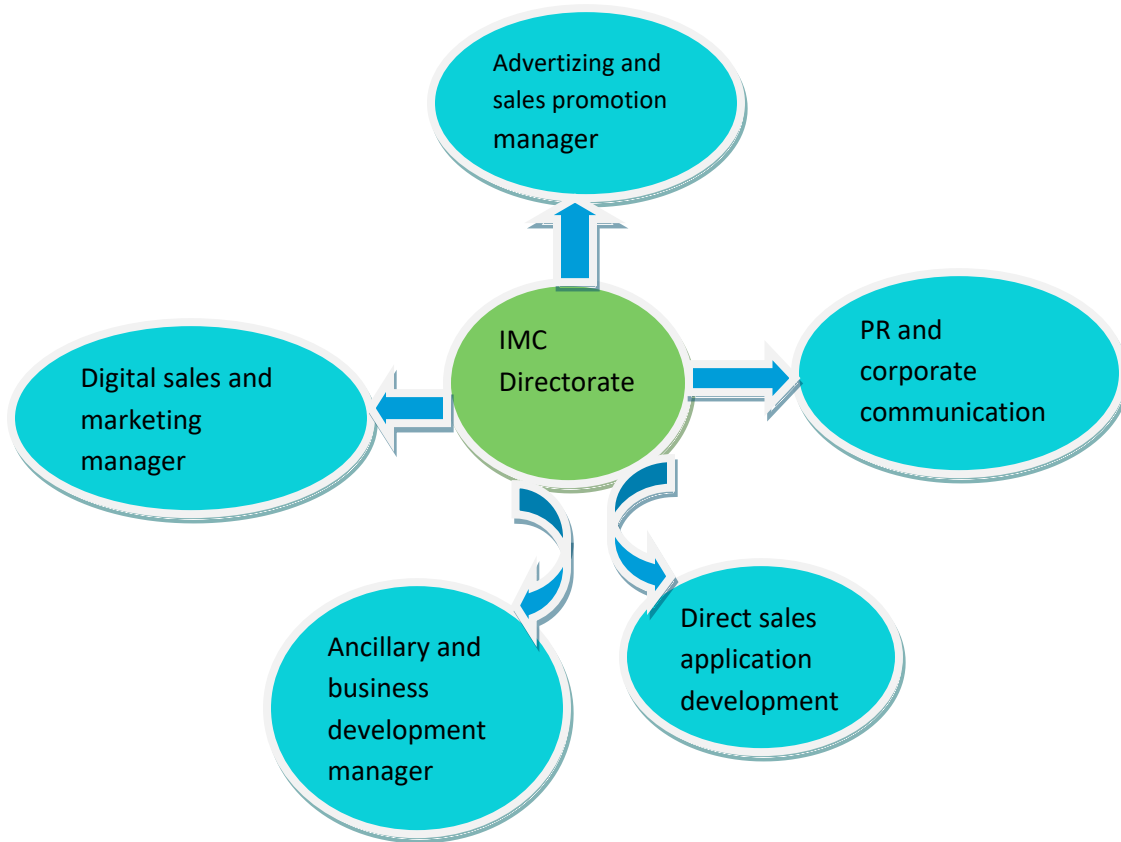 Advertizing and
sales promotion
manager
IMC
Directorate
PR and
corporate
communication
Digital sales and
marketing
manager
Direct sales
application
development
Ancillary and
business
development
manager